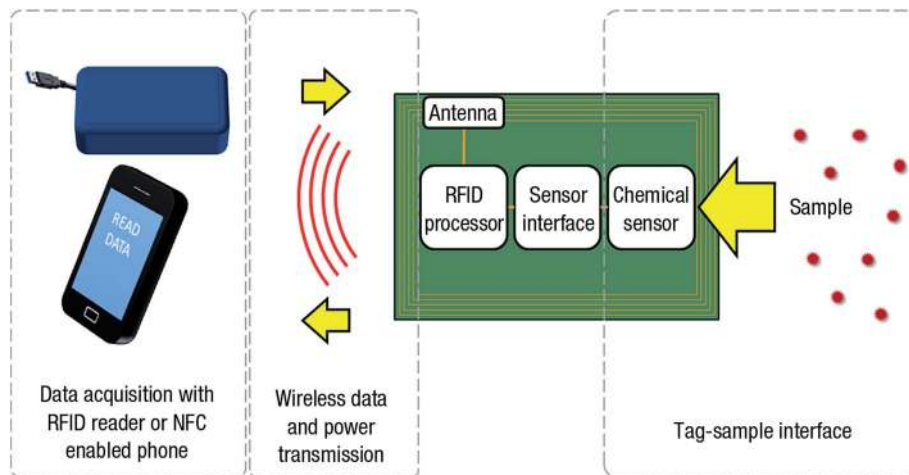 READ
DATA
Antenna
RFID
processor
Sensor
interface
Chemical
sensor
Sample
Data acquisition with
RFID reader or NFC
enabled phone
Wireless data
and power
transmission
Tag-sample interface